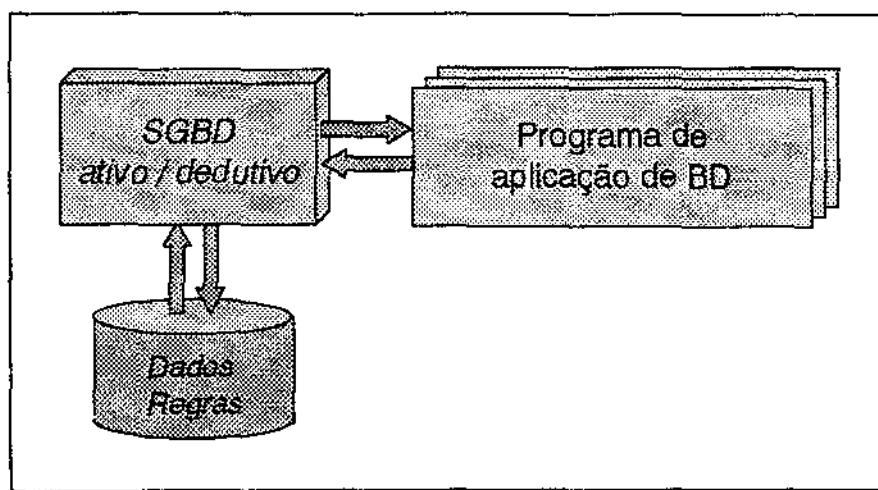 SGBD
ativo / dedutivo
Programa de
aplicação de BD
Dados
Regras